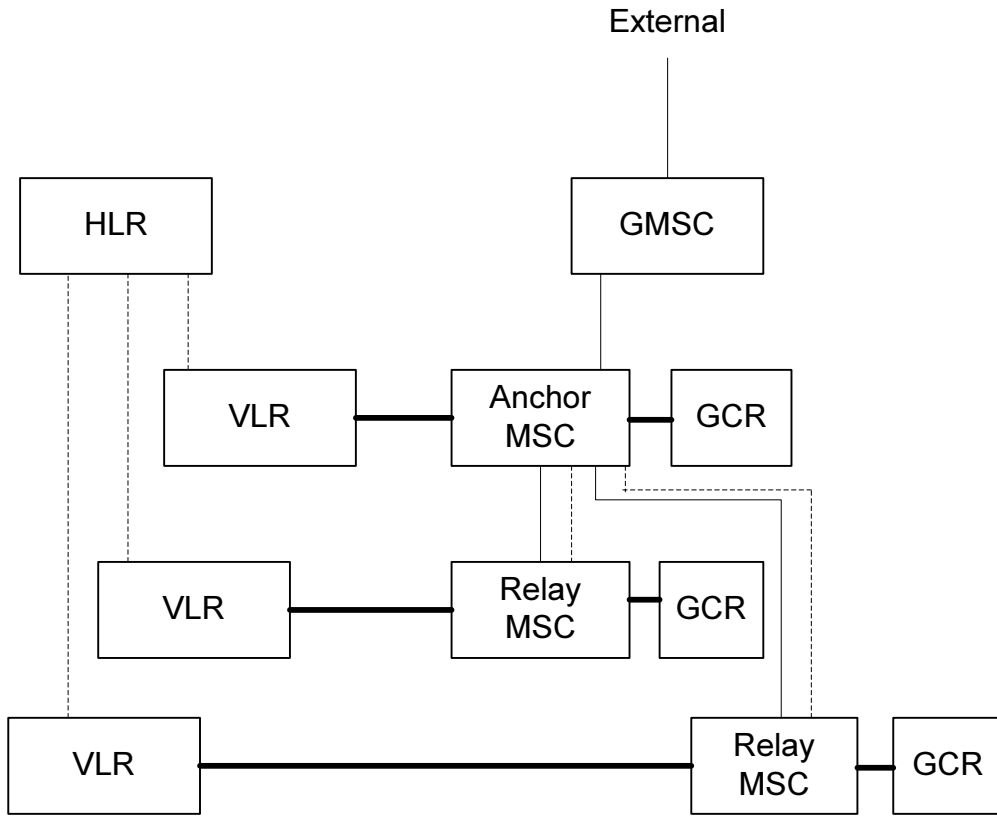 External
HLR
GMSC
VLR
Anchor
MSC
GCR
VLR
Relay
MSC
GCR
VLR
Relay
MSC
GCR